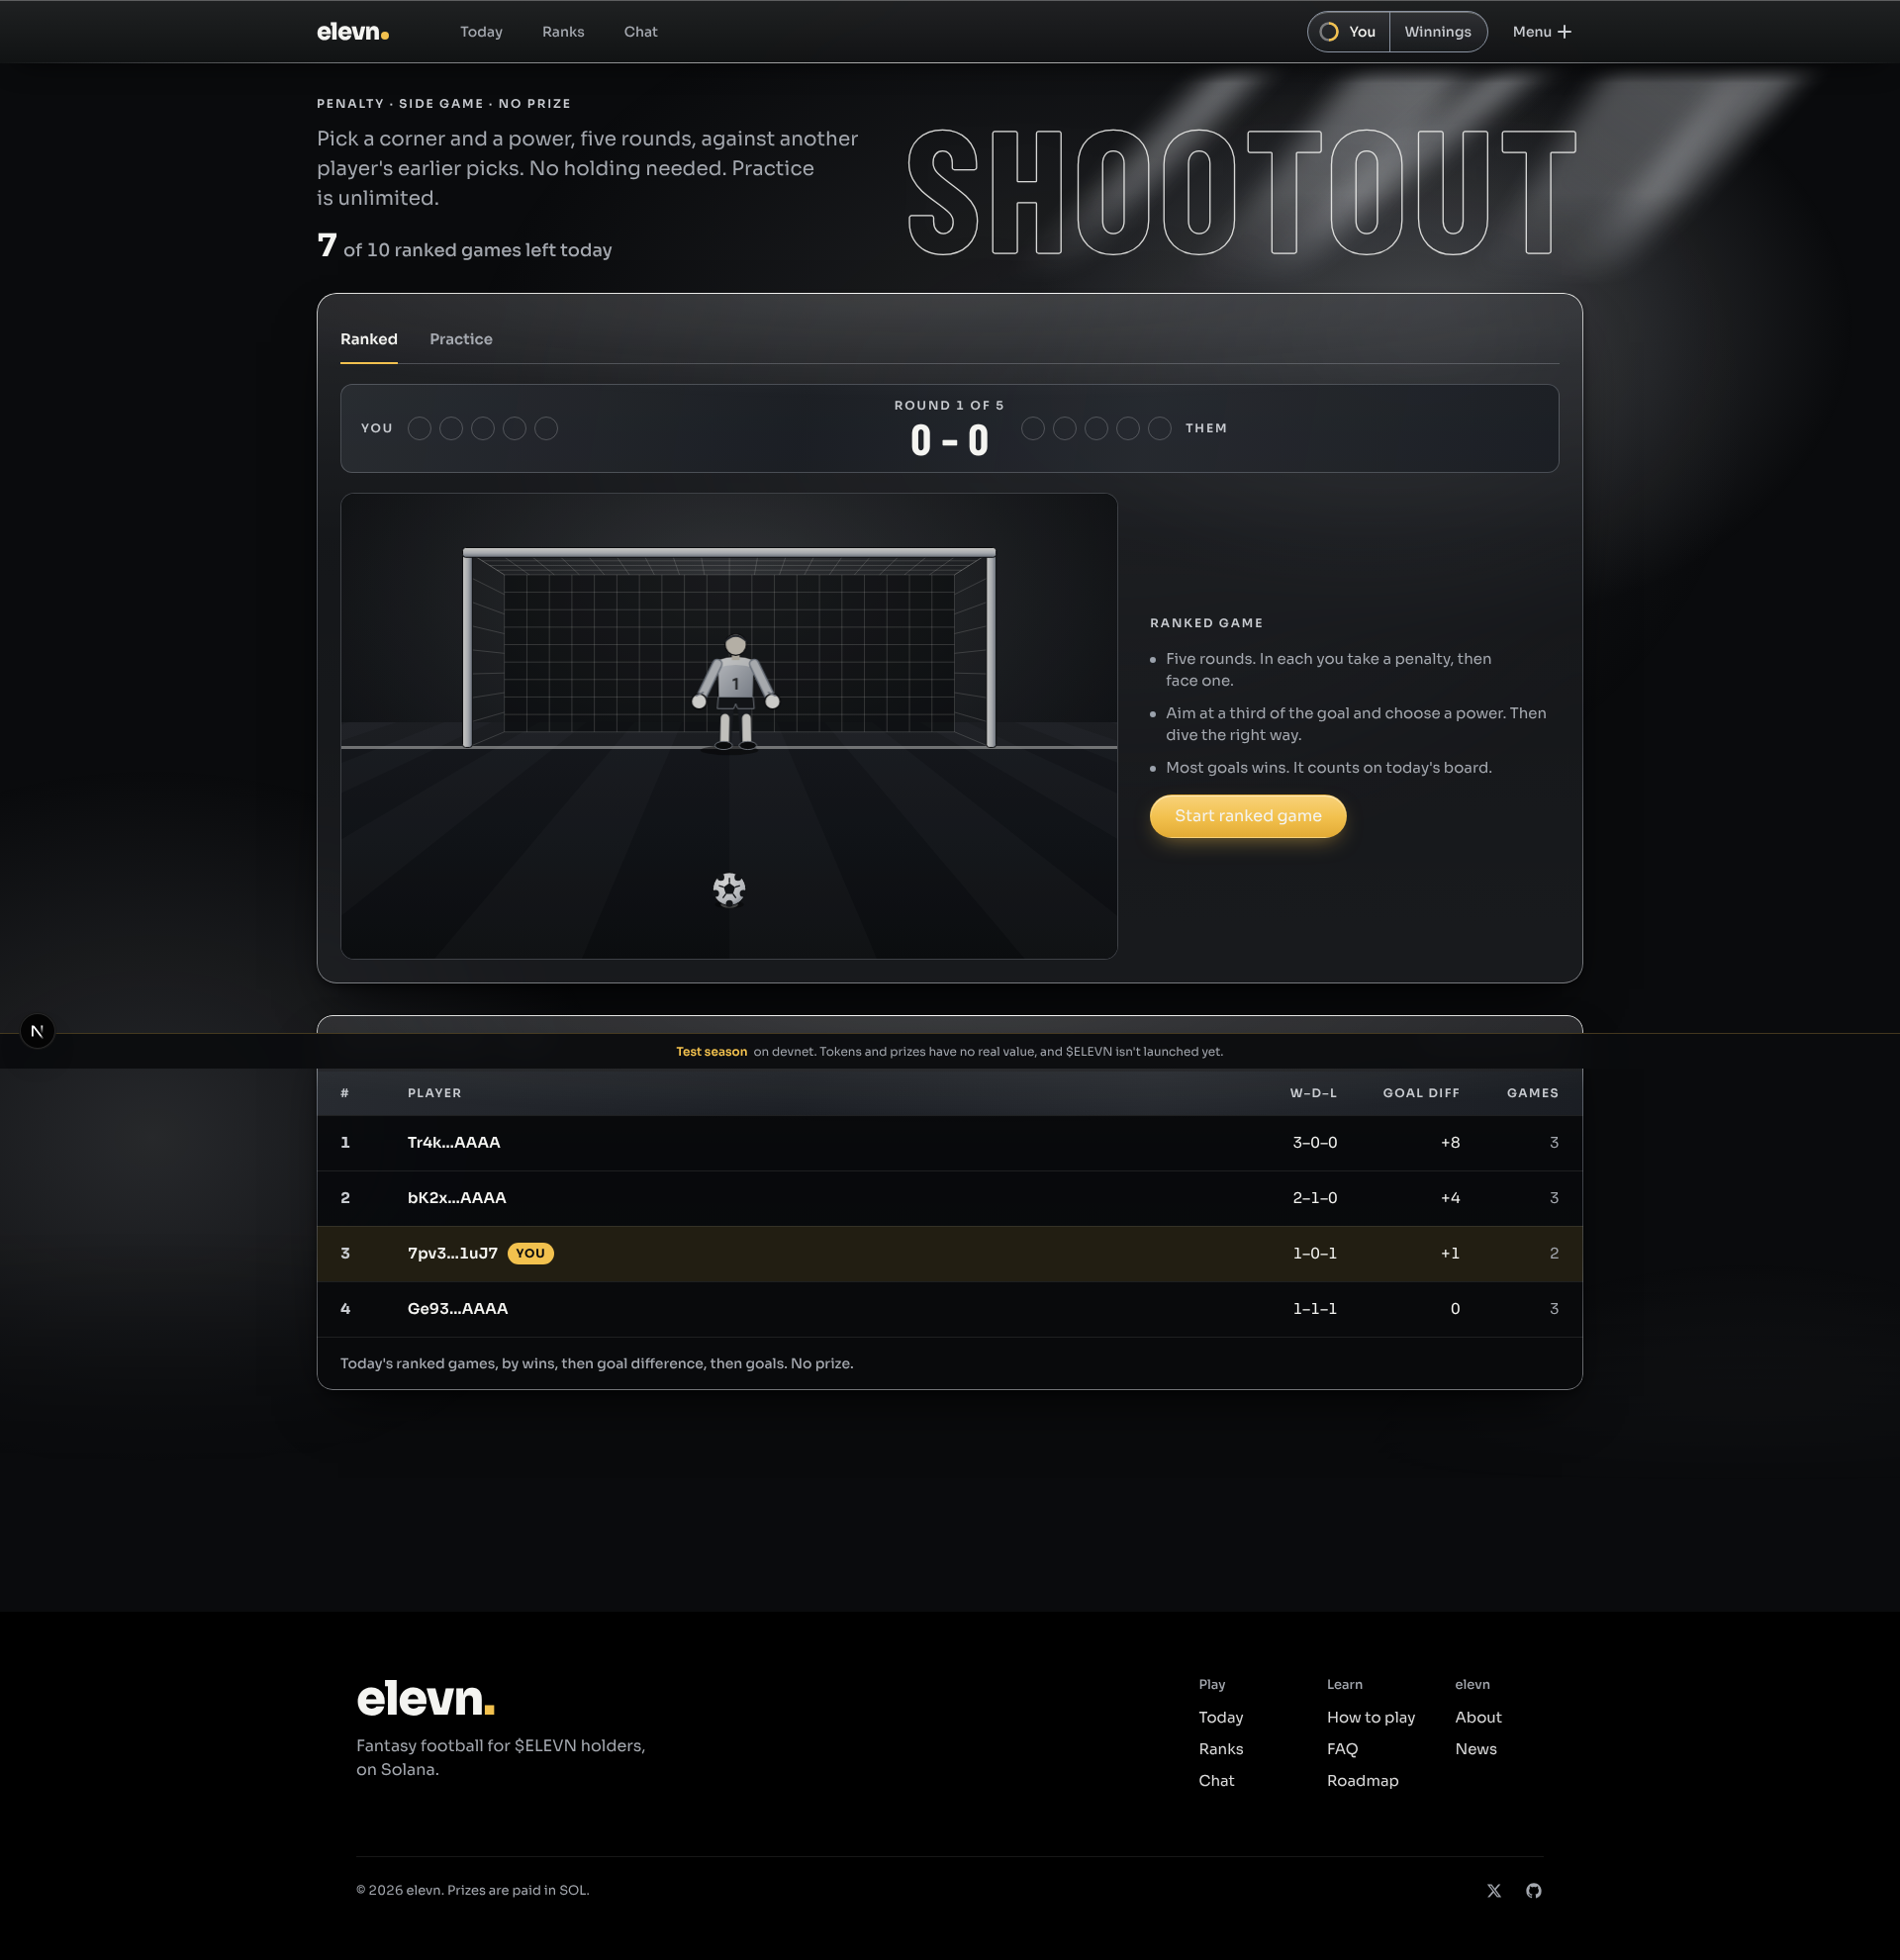 elevn.
Today
Ranks
Chat
You
Winnings
Menu
PENALTY · SIDE GAME · NO PRIZE
Pick a corner and a power, five rounds, against another
player's earlier picks. No holding needed. Practice
is unlimited.
7 of 10 ranked games left today
SHOOTOUT
Ranked
Practice
YOU
ROUND 1 OF 5
0 - 0
THEM
1
RANKED GAME
Five rounds. In each you take a penalty, then
face one.
Aim at a third of the goal and choose a power. Then
dive the right way.
Most goals wins. It counts on today's board.
Start ranked game
N
Test season on devnet. Tokens and prizes have no real value, and $ELEVN isn't launched yet.
# PLAYER W–D–L GOAL DIFF GAMES
1 Tr4k…AAAA 3–0–0 +8 3
2 bK2x…AAAA 2–1–0 +4 3
3 7pv3…1uJ7 YOU 1–0–1 +1 2
4 Ge93…AAAA 1–1–1 0 3
Today's ranked games, by wins, then goal difference, then goals. No prize.
elevn.
Fantasy football for $ELEVN holders,
on Solana.
Play
Today
Ranks
Chat
Learn
How to play
FAQ
Roadmap
elevn
About
News
© 2026 elevn. Prizes are paid in SOL.